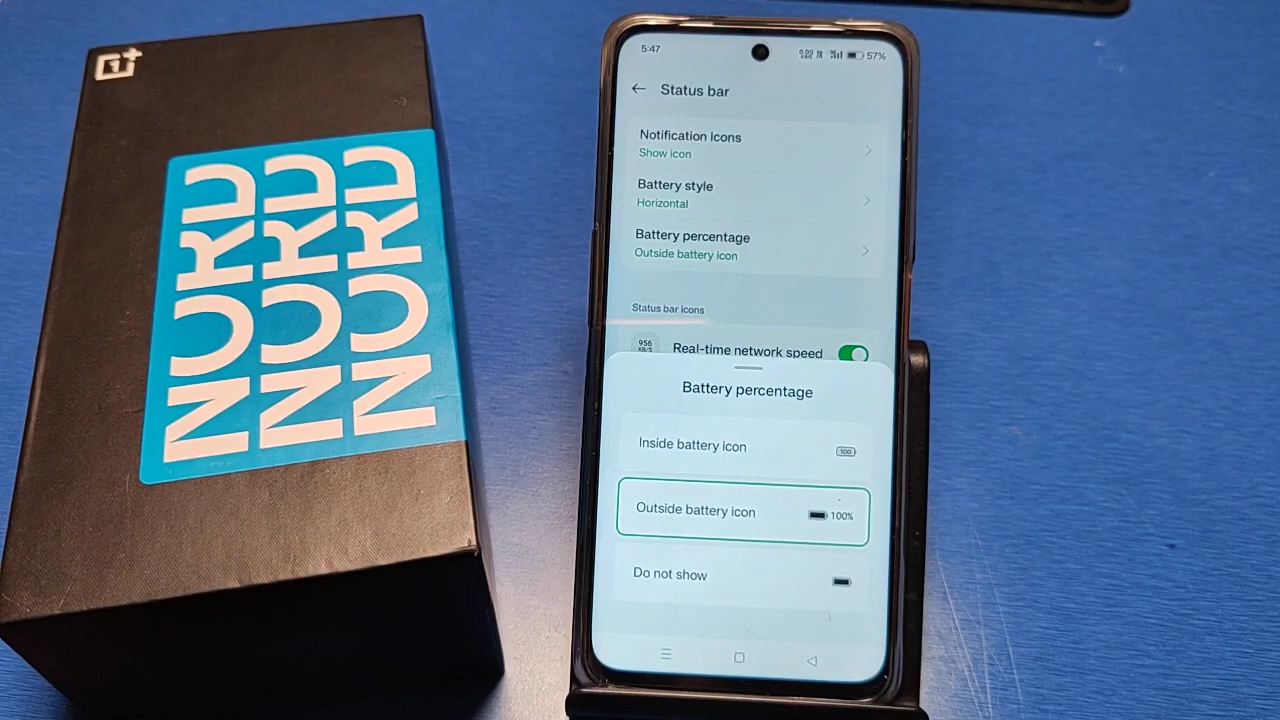 NORD
NORD
NORD
5:47
57%
Status bar
Notification icons
Show icon
Battery style
Horizontal
Battery percentage
Outside battery icon
Status bar icons
956
KB/S
Real-time network speed
Battery percentage
Inside battery icon
100
Outside battery icon
100%
Do not show